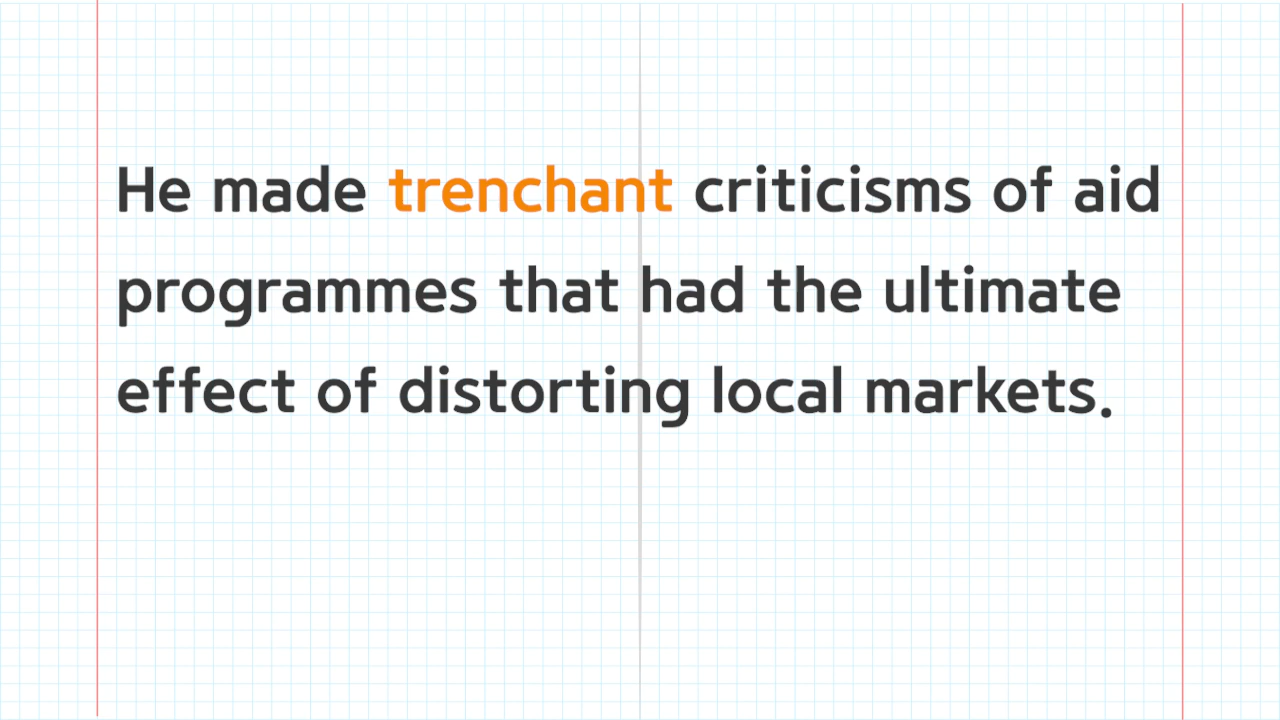 He made trenchant criticisms of aid
programmes that had the ultimate
effect of distorting local markets.